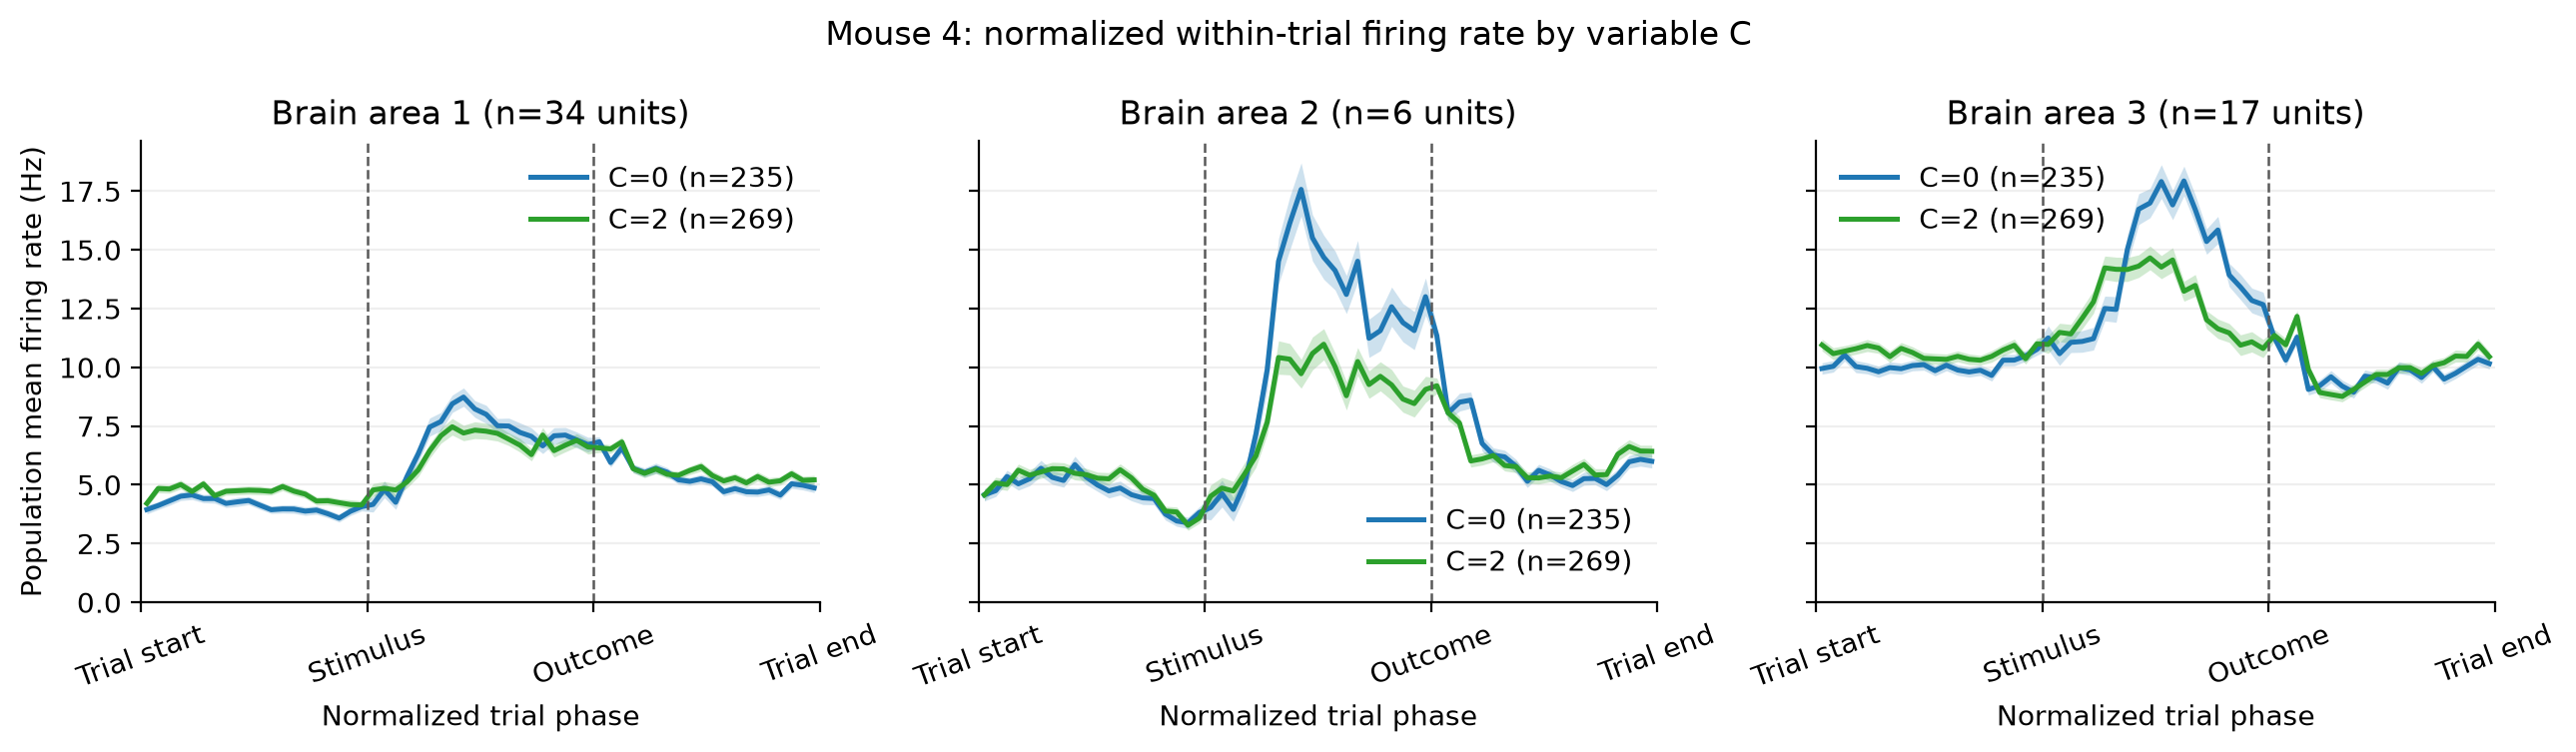 Mouse 4: normalized within-trial firing rate by variable C
Brain area 1 (n=34 units)
Population mean firing rate (Hz)
17.5
15.0
12.5
10.0
7.5
5.0
2.5
0.0
C=0 (n=235)
C=2 (n=269)
Trial start
Stimulus
Outcome
Trial end
Normalized trial phase
Brain area 2 (n=6 units)
C=0 (n=235)
C=2 (n=269)
Trial start
Stimulus
Outcome
Trial end
Normalized trial phase
Brain area 3 (n=17 units)
C=0 (n=235)
C=2 (n=269)
Trial start
Stimulus
Outcome
Trial end
Normalized trial phase